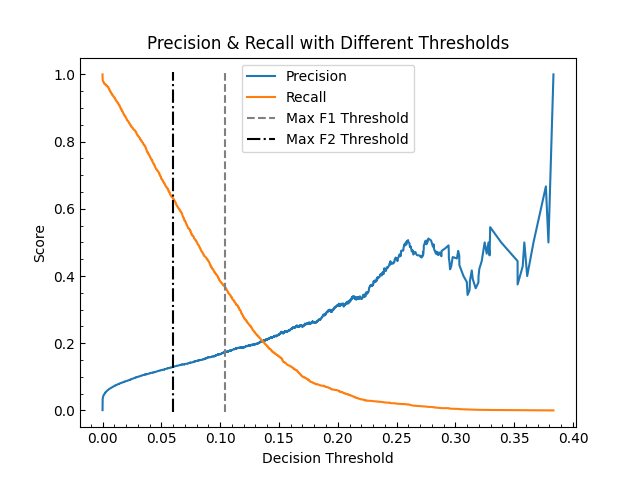 Precision & Recall with Different Thresholds
Precision
Recall
Max F1 Threshold
Max F2 Threshold
1.0
0.8
0.6
0.4
0.2
0.0
Score
0.00 0.05 0.10 0.15 0.20 0.25 0.30 0.35 0.40
Decision Threshold